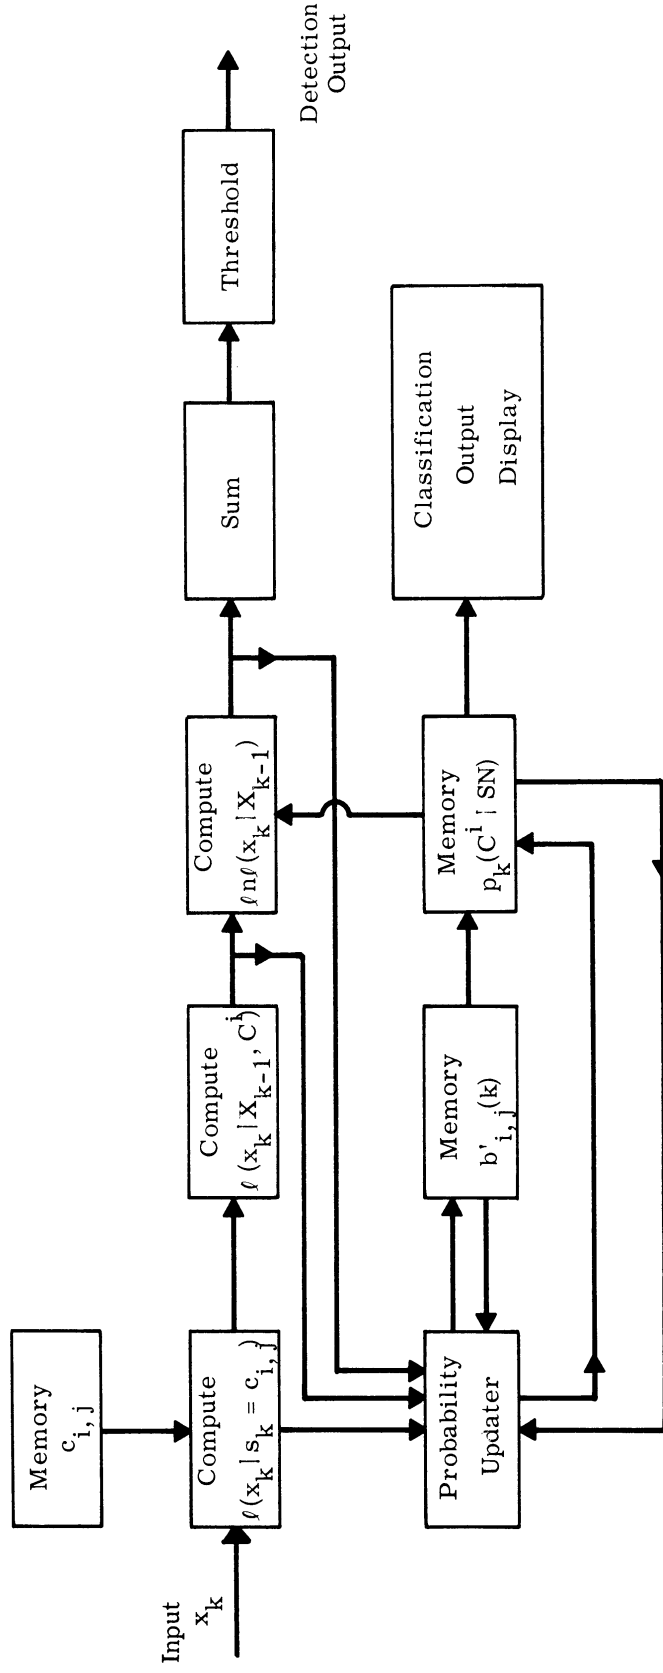 Memory
c_{i, j}
Input
x_k
Compute
ℓ(x_k | s_k = c_{i, j})
Compute
ℓ(x_k | X_{k-1}, C^i)
Compute
ℓnℓ(x_k | X_{k-1})
Sum
Threshold
Detection
Output
Probability
Updater
Memory
b'_{i, j}(k)
Memory
p_k(C^i | SN)
Classification
Output
Display